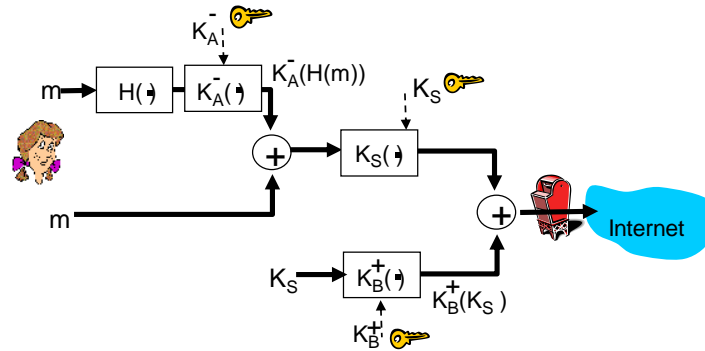 K_A^-
m
H(·)
K_A^-(·)
K_A^-(H(m))
K_S
+
K_S(·)
m
+
Internet
K_S
K_B^+(·)
K_B^+(K_S)
K_B^+